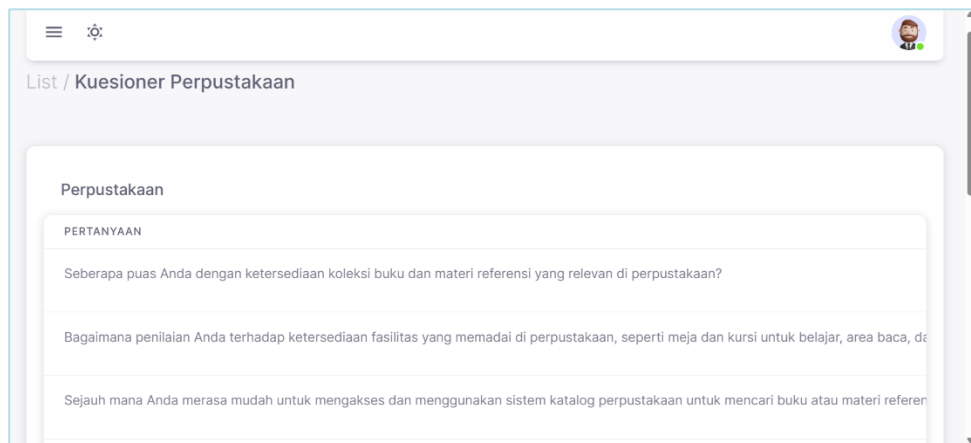 List / Kuesioner Perpustakaan
Perpustakaan
PERTANYAAN
Seberapa puas Anda dengan ketersediaan koleksi buku dan materi referensi yang relevan di perpustakaan?
Bagaimana penilaian Anda terhadap ketersediaan fasilitas yang memadai di perpustakaan, seperti meja dan kursi untuk belajar, area baca,
Sejauh mana Anda merasa mudah untuk mengakses dan menggunakan sistem katalog perpustakaan untuk mencari buku atau materi